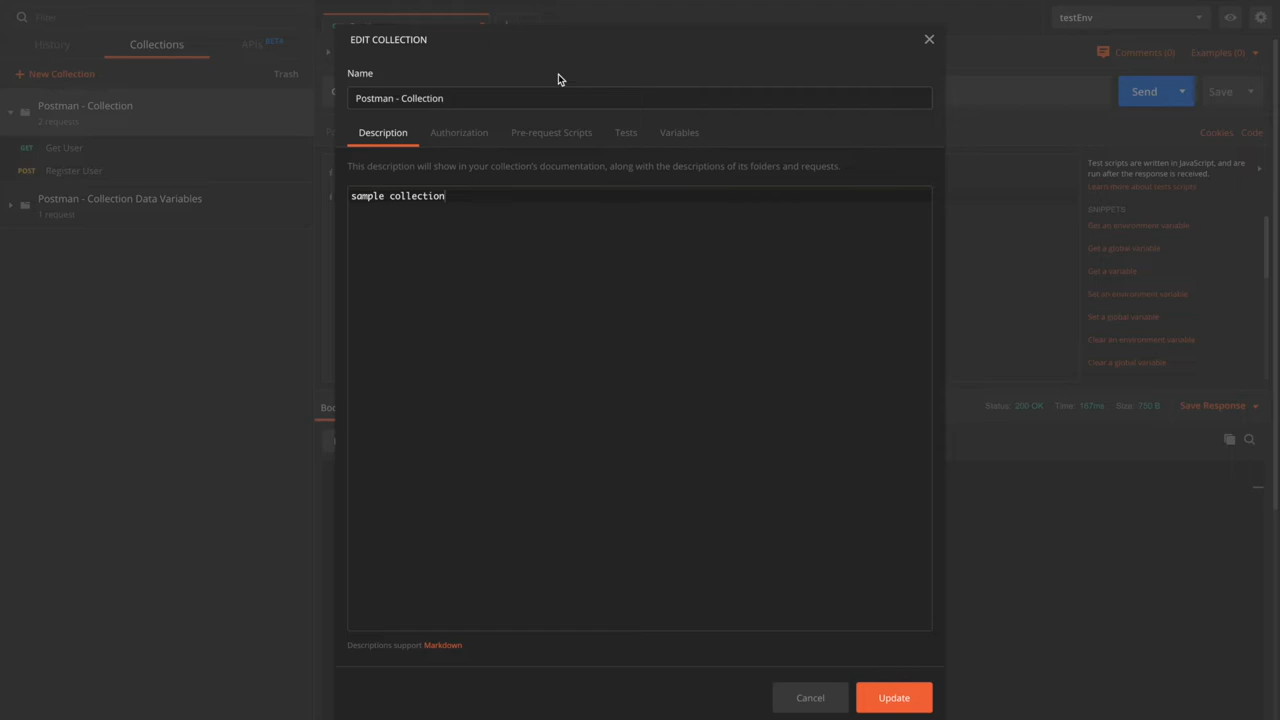 Filter
testEnv
History
Collections
APIs BETA
EDIT COLLECTION
Comments (0)
Examples (0)
+ New Collection
Trash
Name
Postman - Collection
2 requests
Postman - Collection
Send
Save
Description
Authorization
Pre-request Scripts
Tests
Variables
Cookies
Code
GET Get User
POST Register User
This description will show in your collection's documentation, along with the descriptions of its folders and requests.
Test scripts are written in JavaScript, and are
run after the response is received.
Learn more about tests scripts
Postman - Collection Data Variables
1 request
sample collection
SNIPPETS
Get an environment variable
Get a global variable
Get a variable
Set an environment variable
Set a global variable
Clear an environment variable
Clear a global variable
Status: 200 OK
Time: 167ms
Size: 750 B
Save Response
Descriptions support Markdown
Cancel
Update